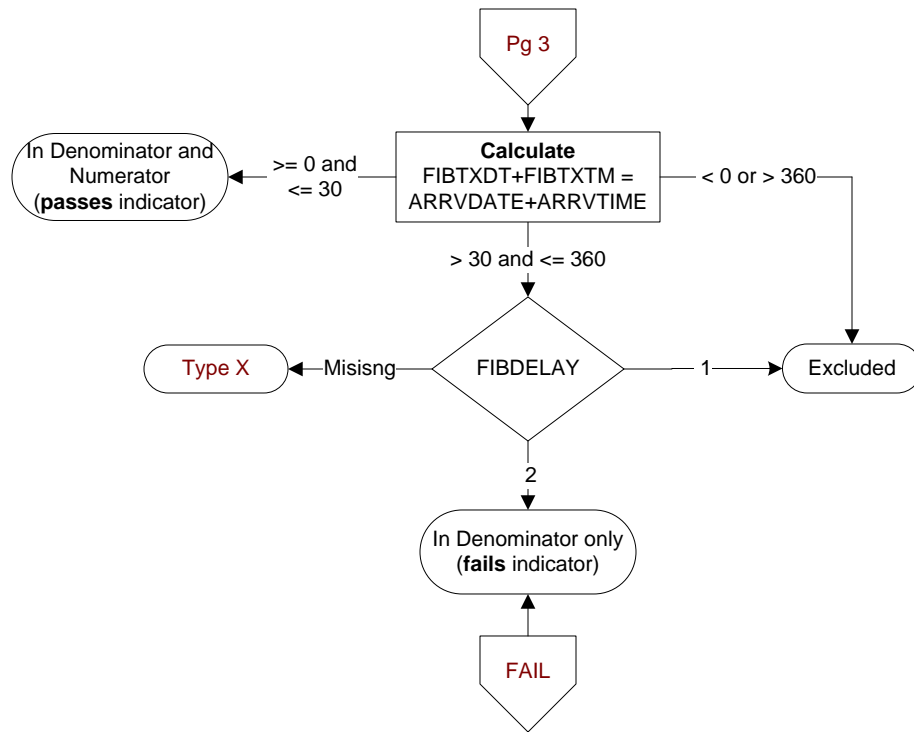 Pg 3
Calculate
FIBTXDT+FIBTXTM =
ARRVDATE+ARRVTIME
In Denominator and
Numerator
(passes indicator)
>= 0 and
<= 30
< 0 or > 360
> 30 and <= 360
Type X
Misisng
FIBDELAY
1
Excluded
2
In Denominator only
(fails indicator)
FAIL